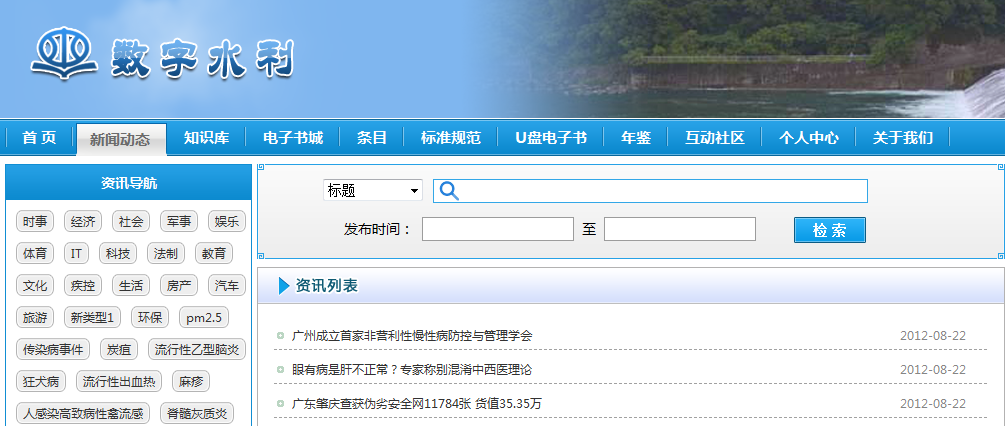 数字水利
首 页 新闻动态 知识库 电子书城 条目 标准规范 U盘电子书 年鉴 互动社区 个人中心 关于我们
资讯导航
时事 经济 社会 军事 娱乐
体育 IT 科技 法制 教育
文化 疾控 生活 房产 汽车
旅游 新类型1 环保 pm2.5
传染病事件 炭疽 流行性乙型脑炎
狂犬病 流行性出血热 麻疹
人感染高致病性禽流感 脊髓灰质炎
标题
发布时间： 至 检 索
资讯列表
广州成立首家非营利性慢性病防控与管理学会 2012-08-22
眼有病是肝不正常？专家称别混淆中西医理论 2012-08-22
广东肇庆查获伪劣安全网11784张 货值35.35万 2012-08-22